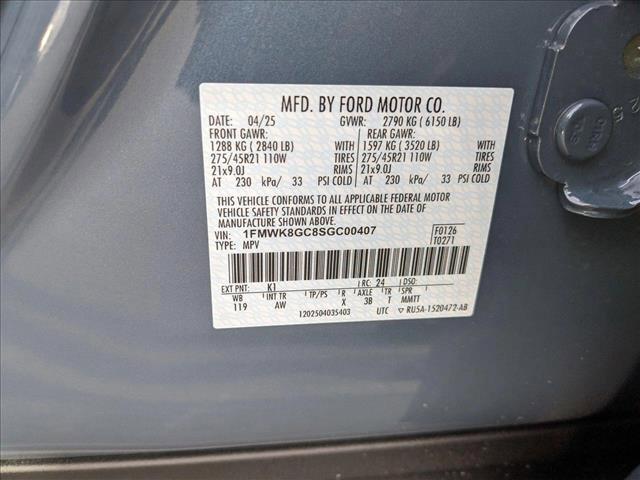 MFD. BY FORD MOTOR CO.
DATE: 04/25 GVWR: 2790 KG ( 6150 LB)
FRONT GAWR: REAR GAWR:
1288 KG ( 2840 LB) WITH 1597 KG ( 3520 LB) WITH
275/45R21 110W TIRES 275/45R21 110W TIRES
21x9.0J RIMS 21x9.0J RIMS
AT 230 kPa/ 33 PSI COLD AT 230 kPa/ 33 PSI COLD
THIS VEHICLE CONFORMS TO ALL APPLICABLE FEDERAL MOTOR
VEHICLE SAFETY STANDARDS IN EFFECT ON THE DATE OF
MANUFACTURE SHOWN ABOVE.
VIN: 1FMWK8GC8SGC00407 F0126
TYPE: MPV T0271
EXT PNT: K1 RC: 24 DSO:
WB INT TR TP/PS R AXLE TR SPR
119 AW X 3B T MMTT
1202504035403 UTC ▽ RU5A-1520472-AB